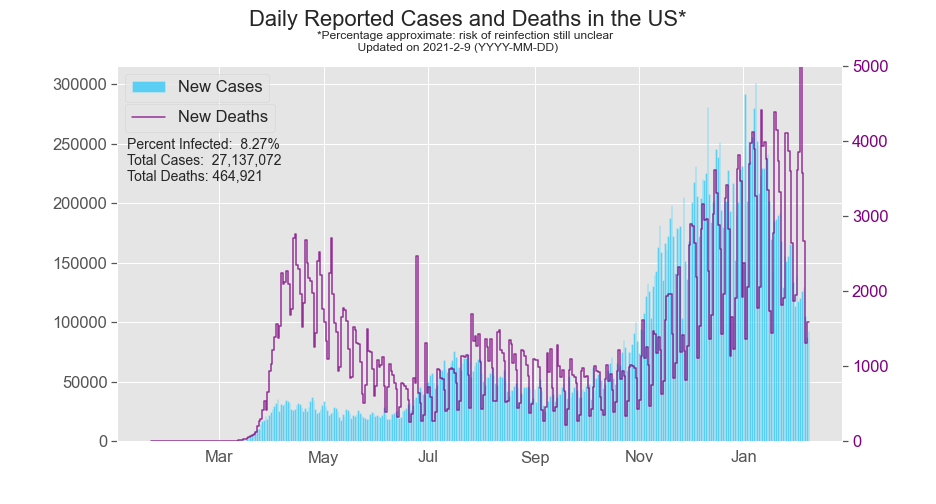 Daily Reported Cases and Deaths in the US*
*Percentage approximate: risk of reinfection still unclear
Updated on 2021-2-9 (YYYY-MM-DD)
New Cases
New Deaths
Percent Infected: 8.27%
Total Cases: 27,137,072
Total Deaths: 464,921
300000
250000
200000
150000
100000
50000
0
5000
4000
3000
2000
1000
0
Mar May Jul Sep Nov Jan